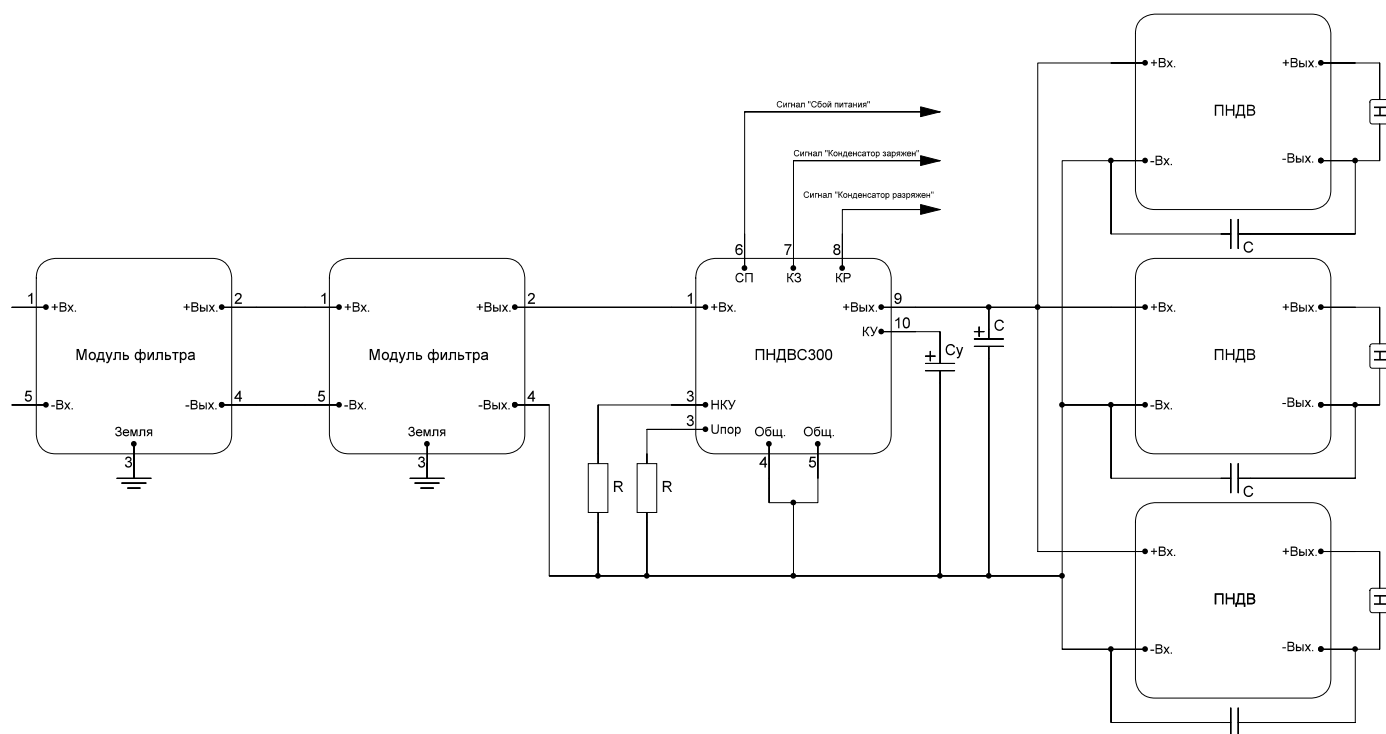 Сигнал "Сбой питания"
Сигнал "Конденсатор заряжен"
Сигнал "Конденсатор разряжен"
+Вх.
+Вых.
ПНДВ
-Вх.
-Вых.
Н
С
1
+Вх.
+Вых.
2
Модуль фильтра
5
-Вх.
-Вых.
4
Земля
3
1
+Вх.
+Вых.
2
Модуль фильтра
5
-Вх.
-Вых.
4
Земля
3
6
7
8
СП
КЗ
КР
1
+Вх.
+Вых.
9
КУ
10
ПНДВС300
3
НКУ
3
Uпор
Общ.
Общ.
4
5
R
R
+
Су
+
С
+Вх.
+Вых.
ПНДВ
-Вх.
-Вых.
Н
С
+Вх.
+Вых.
ПНДВ
-Вх.
-Вых.
Н